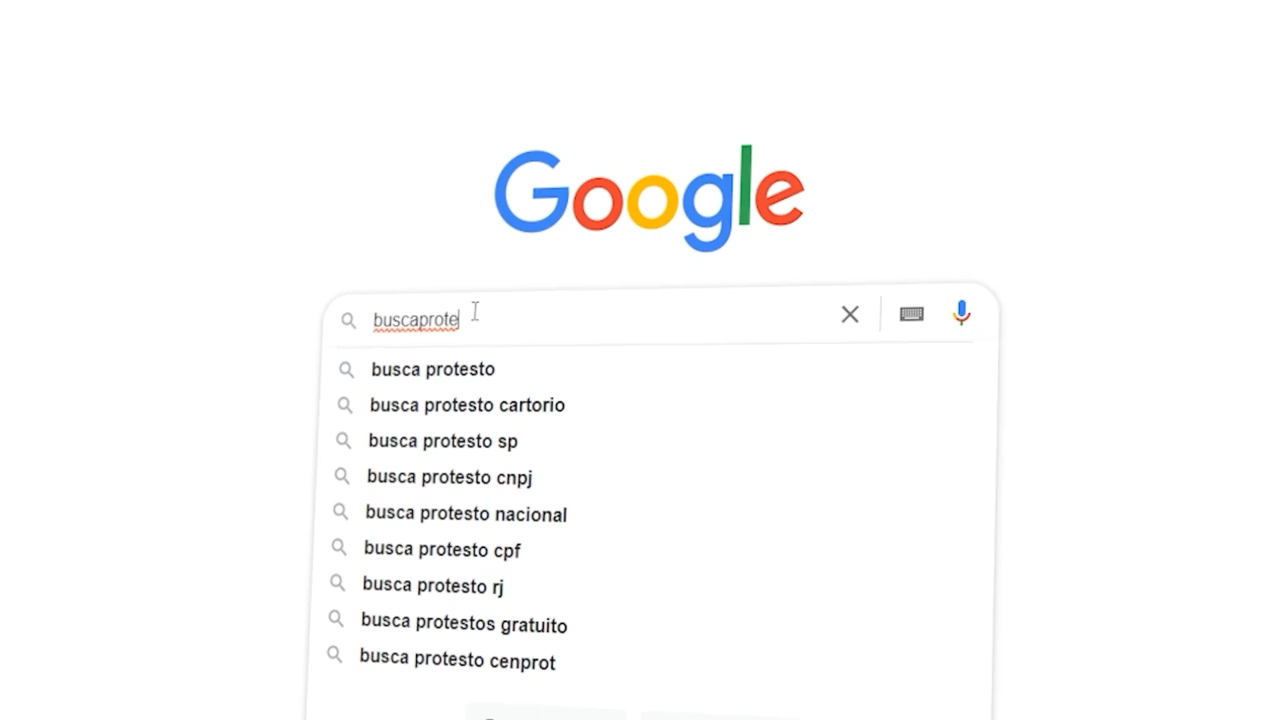 Google
buscaprote
busca protesto
busca protesto cartorio
busca protesto sp
busca protesto cnpj
busca protesto nacional
busca protesto cpf
busca protesto rj
busca protestos gratuito
busca protesto cenprot